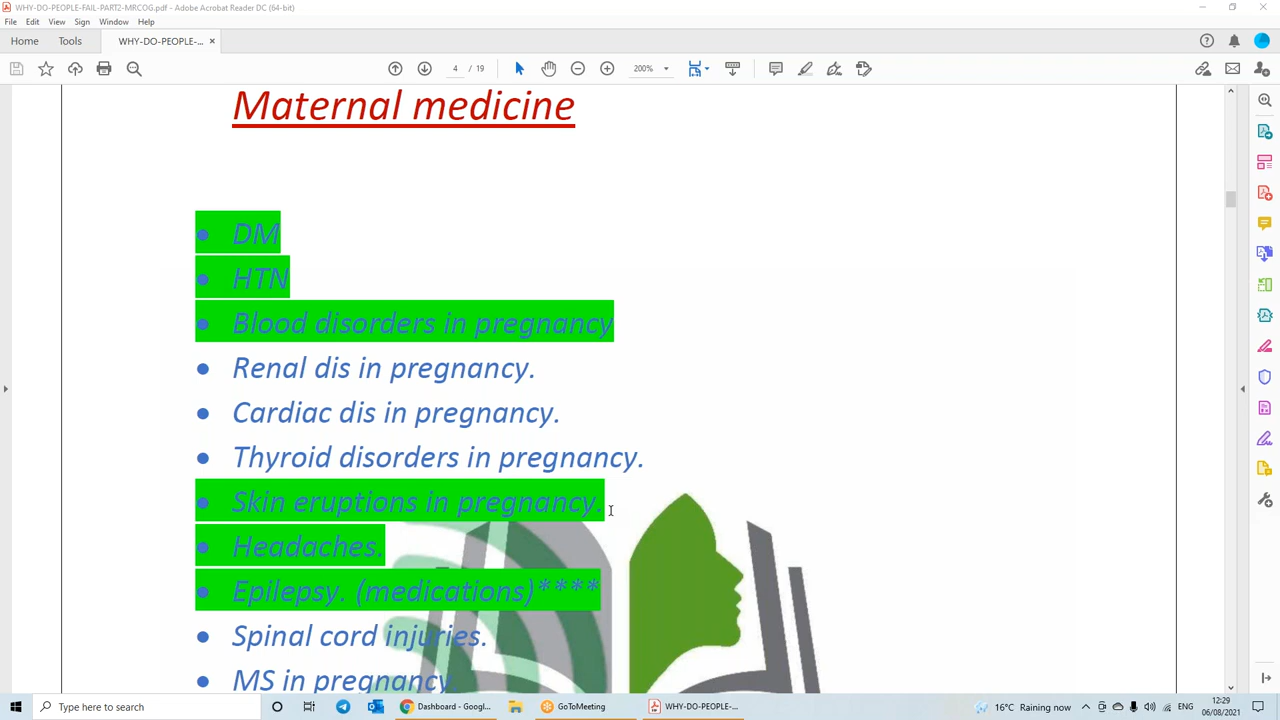 WHY-DO-PEOPLE-FAIL-PART2-MRCOG.pdf - Adobe Acrobat Reader DC (64-bit)
File Edit View Sign Window Help
Home Tools WHY-DO-PEOPLE-... ×
4 / 19 200%
Maternal medicine
• DM
• HTN
• Blood disorders in pregnancy
• Renal dis in pregnancy.
• Cardiac dis in pregnancy.
• Thyroid disorders in pregnancy.
• Skin eruptions in pregnancy.
• Headaches.
• Epilepsy. (medications)****
• Spinal cord injuries.
• MS in pregnancy.
Type here to search
Dashboard - Googl...
GoToMeeting
WHY-DO-PEOPLE-...
16°C Raining now
ENG
12:29
06/08/2021